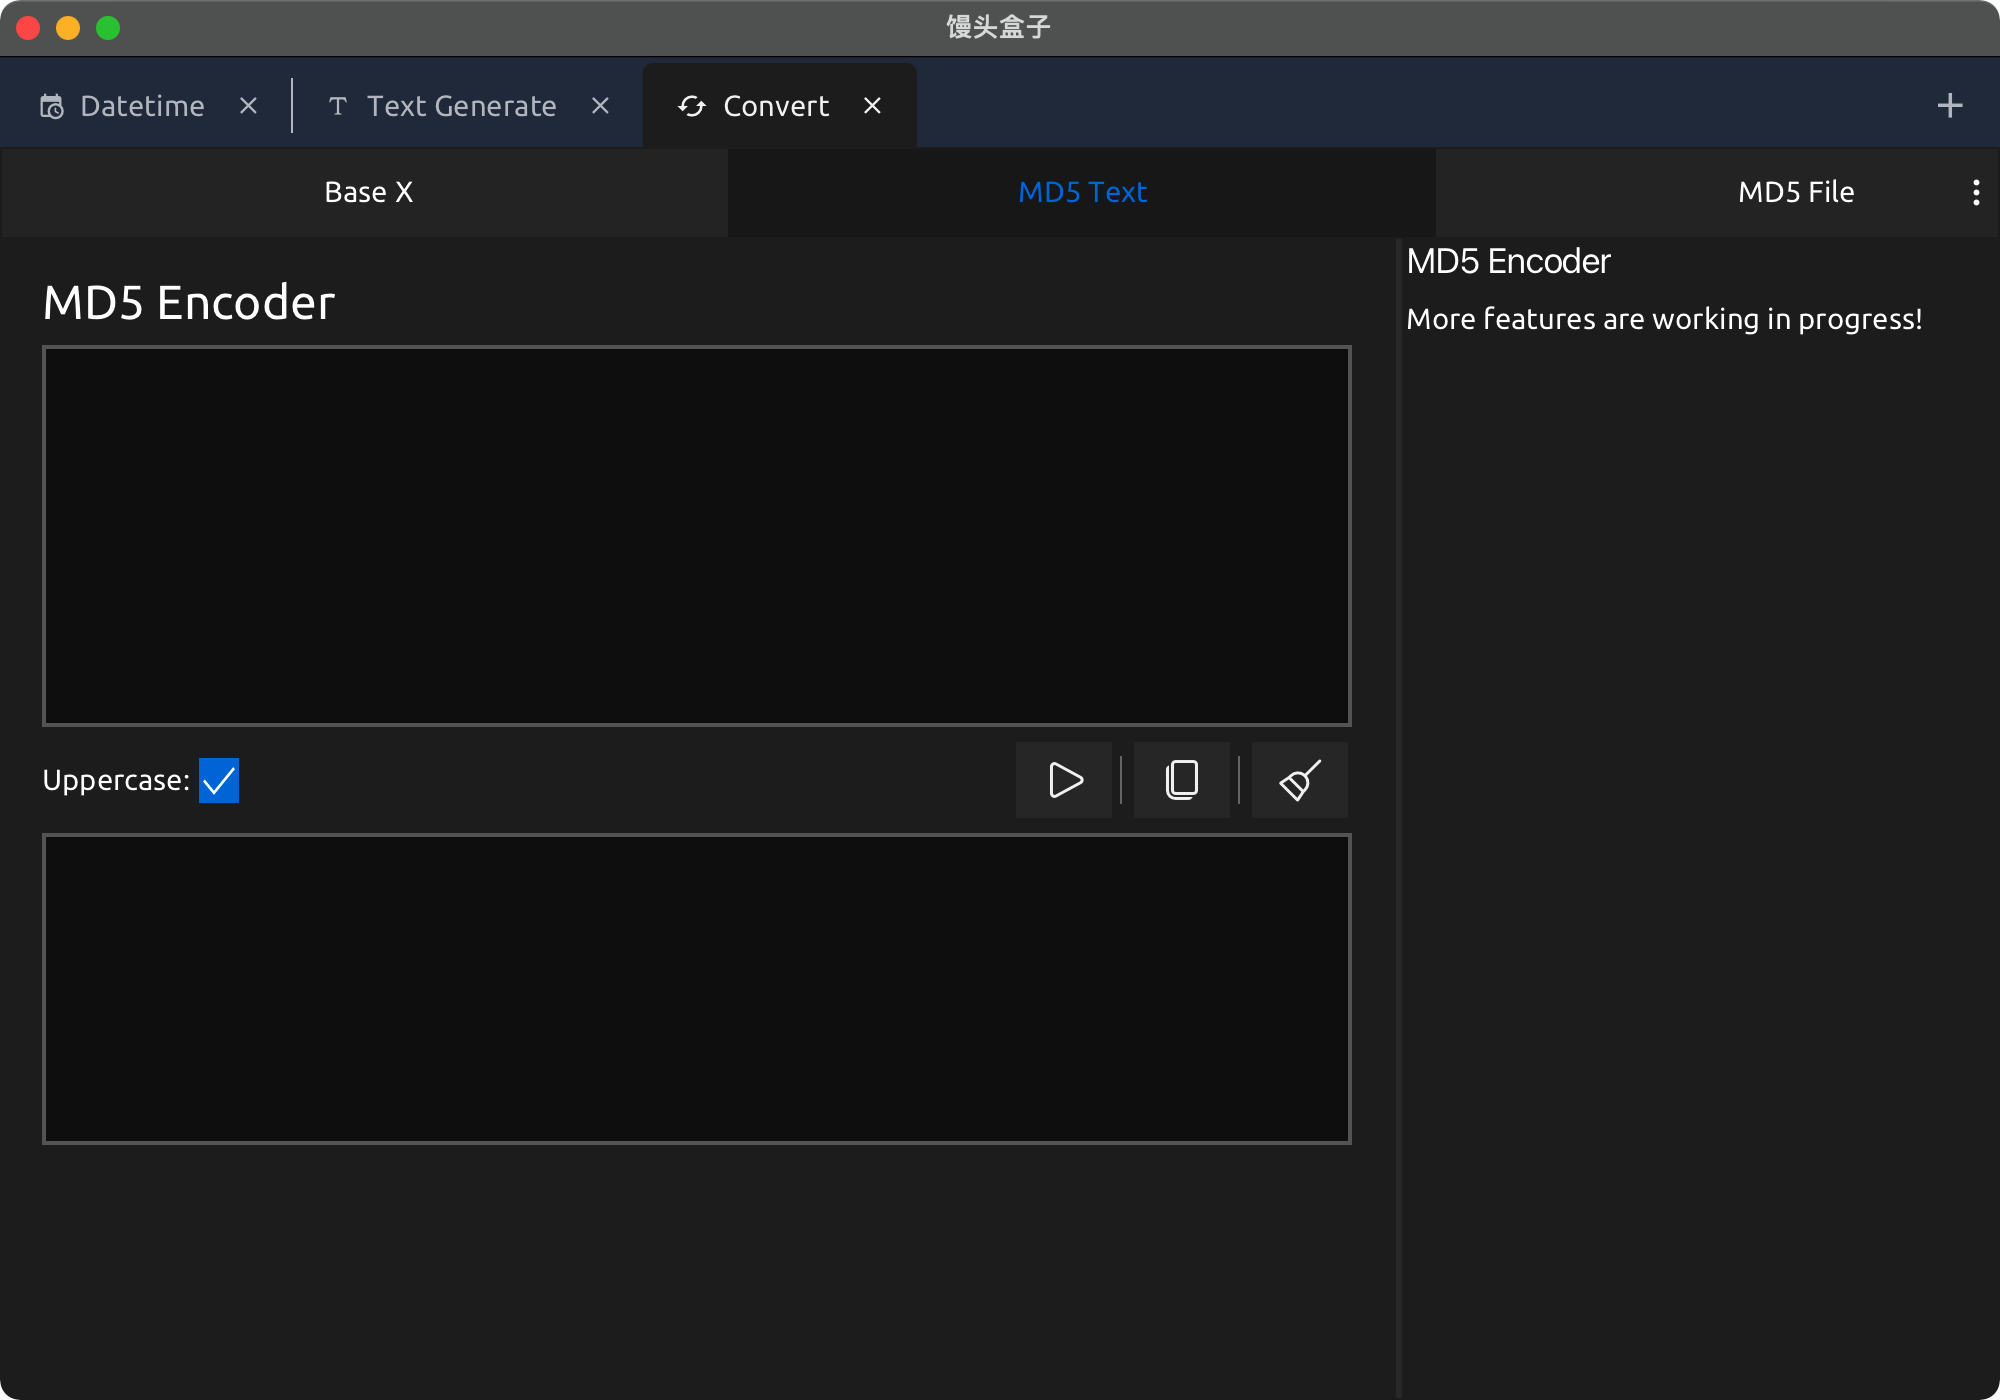 馒头盒子
Datetime
Text Generate
Convert
Base X
MD5 Text
MD5 File
MD5 Encoder
Uppercase:
MD5 Encoder
More features are working in progress!